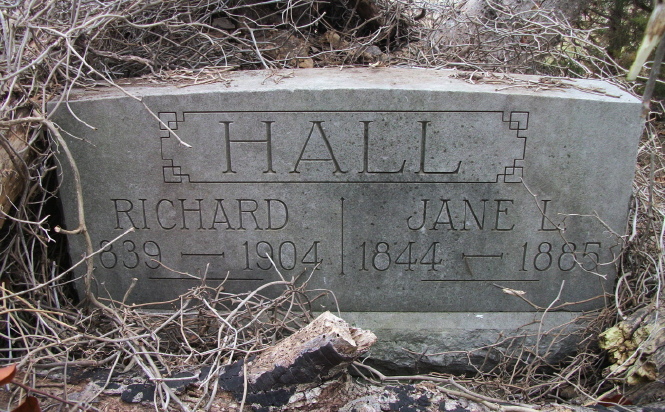 HALL
RICHARD JANE L.
839 — 1904 1844 — 1885